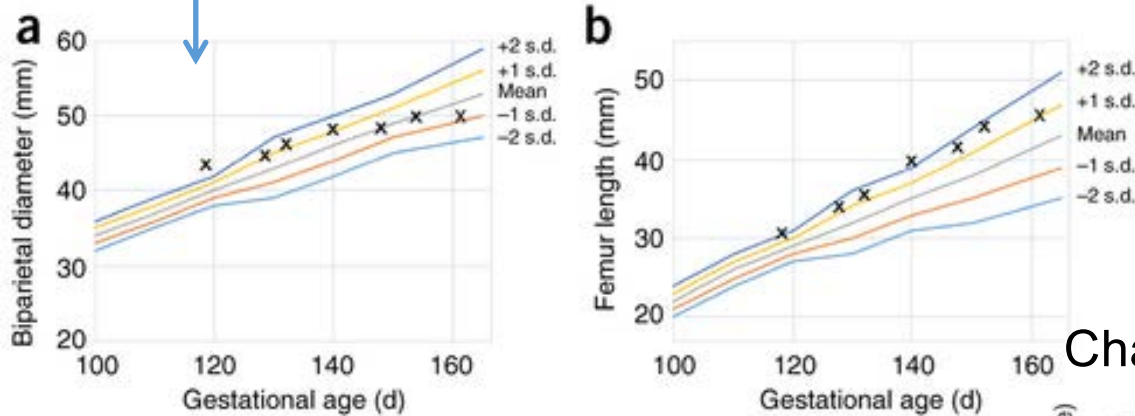 a
60
50
40
30
20
Biparietal diameter (mm)
100 120 140 160
Gestational age (d)
+2 s.d.
+1 s.d.
Mean
–1 s.d.
–2 s.d.
b
50
40
30
20
Femur length (mm)
100 120 140 160
Gestational age (d)
+2 s.d.
+1 s.d.
Mean
–1 s.d.
–2 s.d.